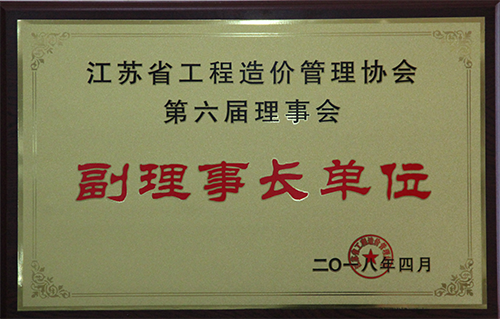 江苏省工程造价管理协会
第六届理事会
副理事长单位
二〇一八年四月